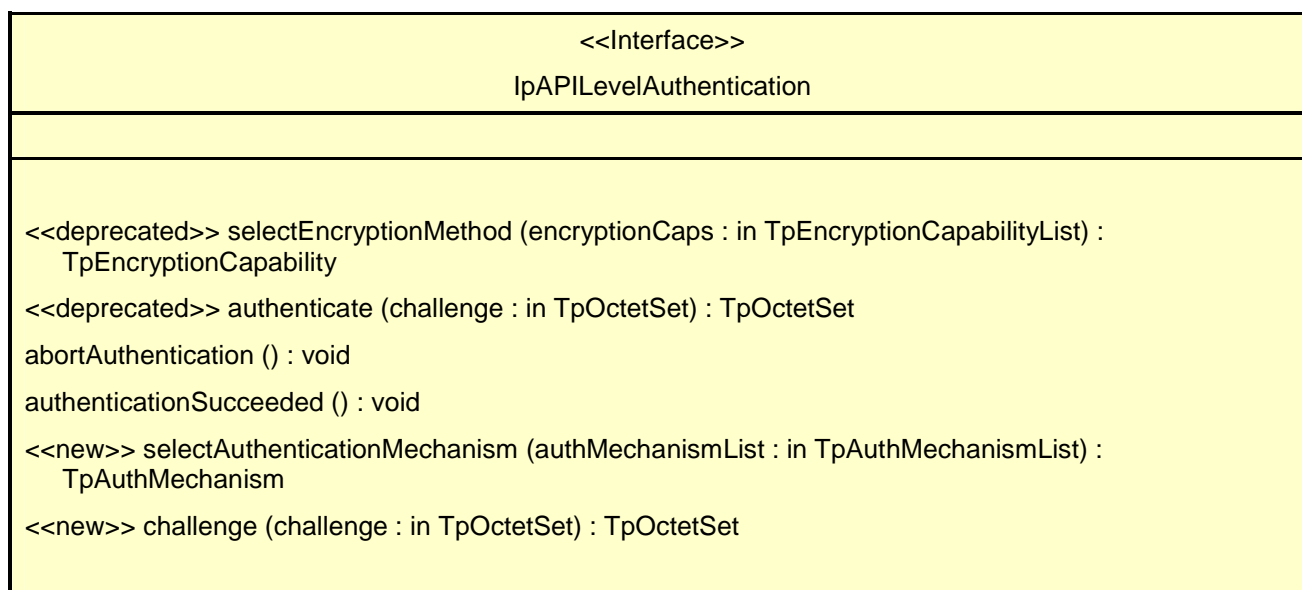 <<Interface>>
IpAPILevelAuthentication
<<deprecated>> selectEncryptionMethod (encryptionCaps : in TpEncryptionCapabilityList) :
TpEncryptionCapability
<<deprecated>> authenticate (challenge : in TpOctetSet) : TpOctetSet
abortAuthentication () : void
authenticationSucceeded () : void
<<new>> selectAuthenticationMechanism (authMechanismList : in TpAuthMechanismList) :
TpAuthMechanism
<<new>> challenge (challenge : in TpOctetSet) : TpOctetSet